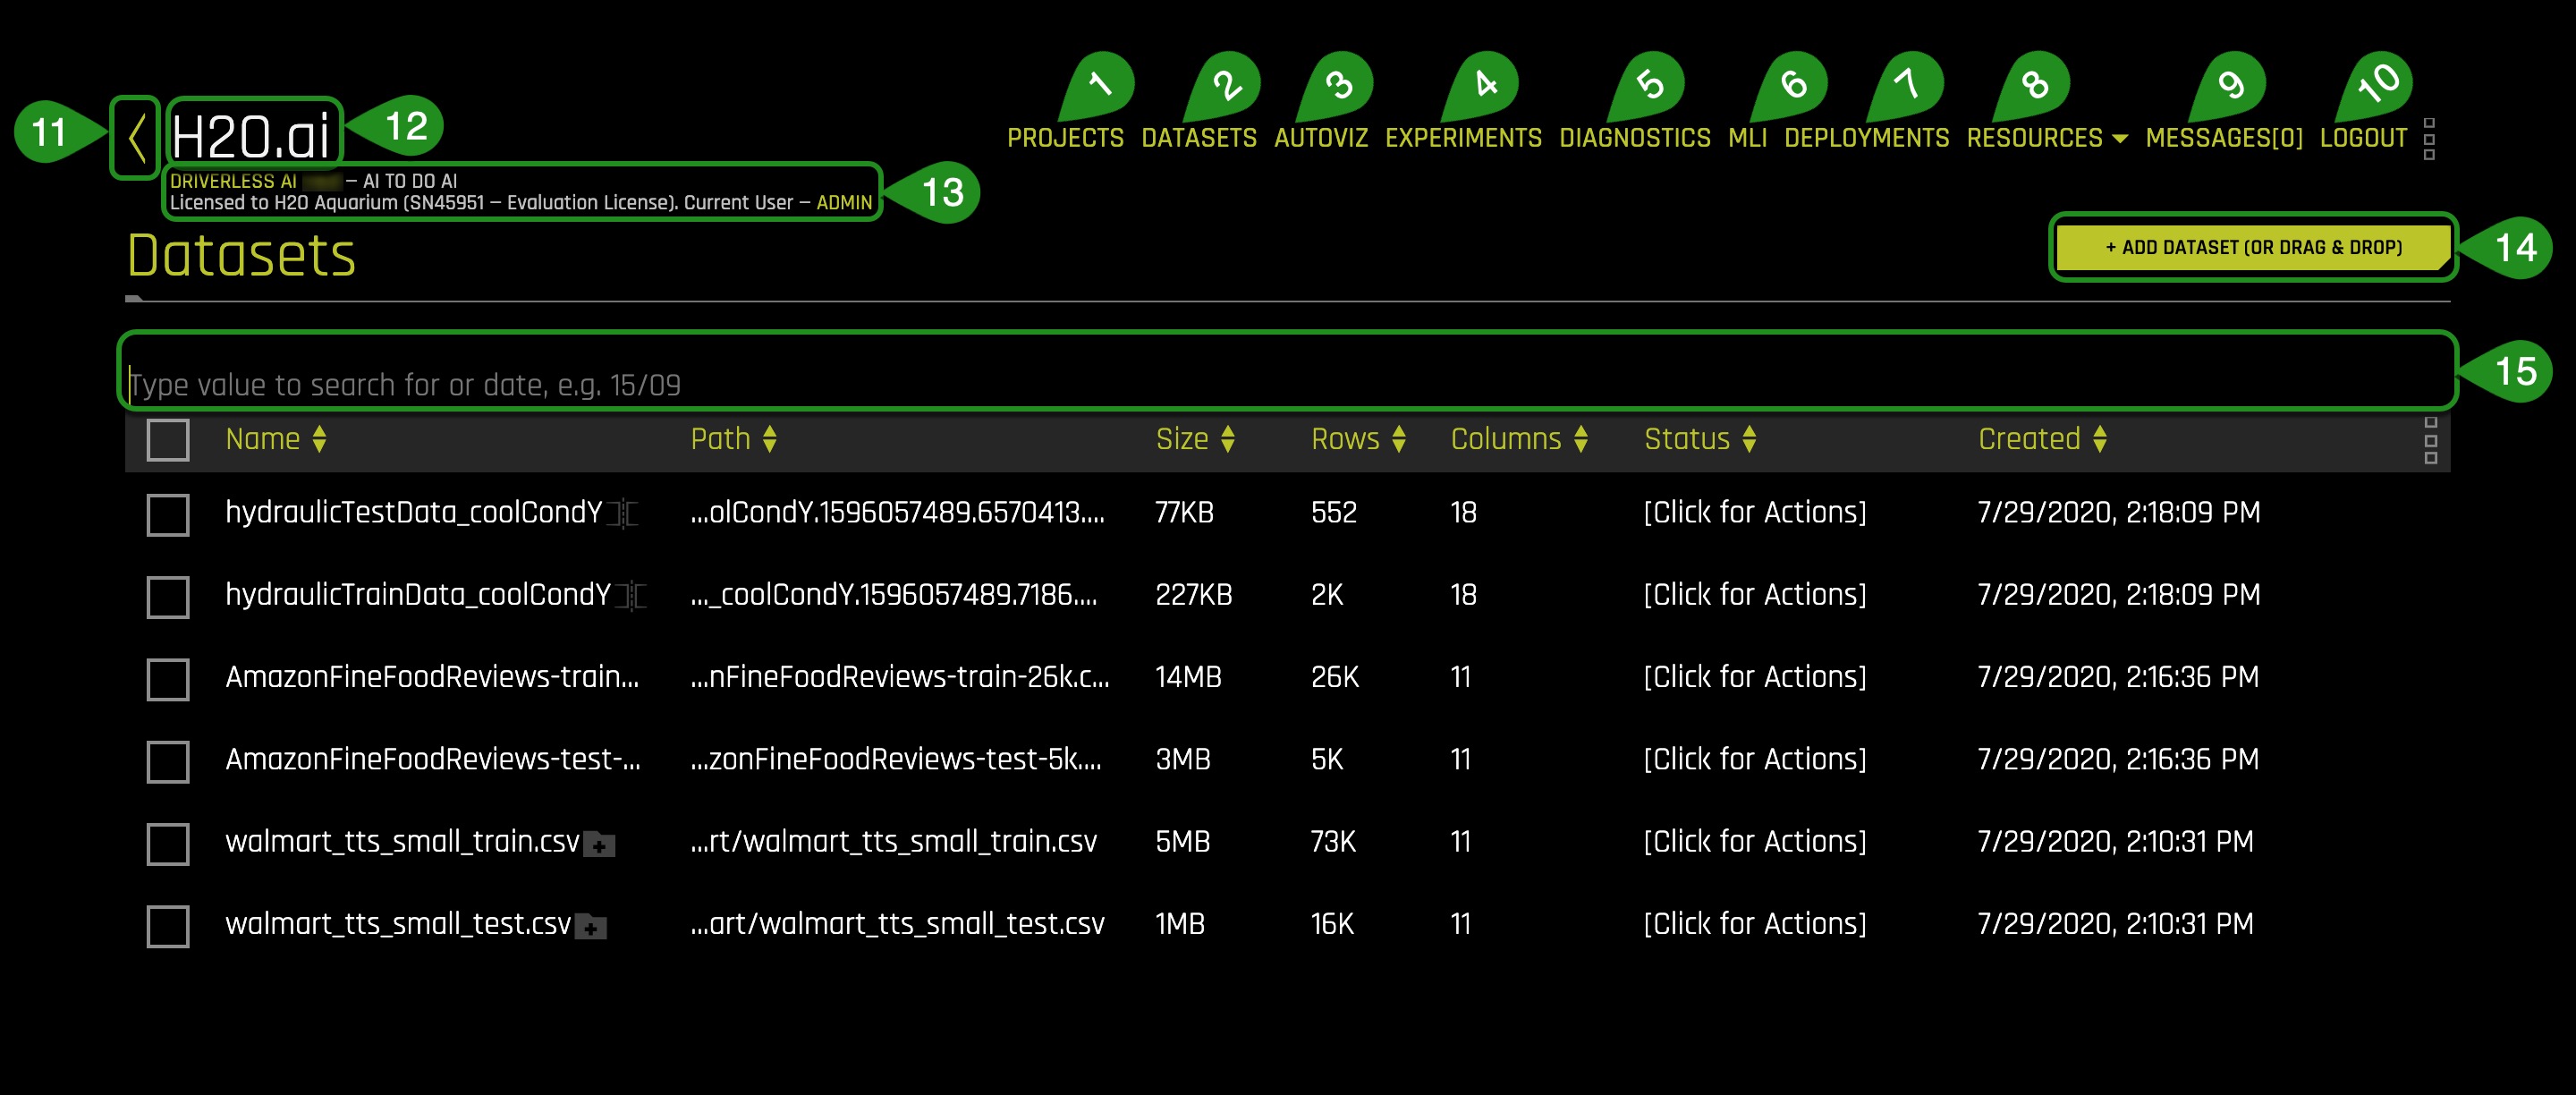 1 2 3 4 5 6 7 8 9 10
11 H2O.ai 12 PROJECTS DATASETS AUTOVIZ EXPERIMENTS DIAGNOSTICS MLI DEPLOYMENTS RESOURCES MESSAGES[0] LOGOUT
DRIVERLESS AI — AI TO DO AI
Licensed to H2O Aquarium (SN45951 — Evaluation License). Current User — ADMIN 13
Datasets + ADD DATASET (OR DRAG & DROP) 14
Type value to search for or date, e.g. 15/09 15
Name Path Size Rows Columns Status Created
hydraulicTestData_coolCondY ...olCondY.1596057489.6570413.... 77KB 552 18 [Click for Actions] 7/29/2020, 2:18:09 PM
hydraulicTrainData_coolCondY ..._coolCondY.1596057489.7186.... 227KB 2K 18 [Click for Actions] 7/29/2020, 2:18:09 PM
AmazonFineFoodReviews-train... ...nFineFoodReviews-train-26k.c... 14MB 26K 11 [Click for Actions] 7/29/2020, 2:16:36 PM
AmazonFineFoodReviews-test-... ...zonFineFoodReviews-test-5k.... 3MB 5K 11 [Click for Actions] 7/29/2020, 2:16:36 PM
walmart_tts_small_train.csv ...rt/walmart_tts_small_train.csv 5MB 73K 11 [Click for Actions] 7/29/2020, 2:10:31 PM
walmart_tts_small_test.csv ...art/walmart_tts_small_test.csv 1MB 16K 11 [Click for Actions] 7/29/2020, 2:10:31 PM